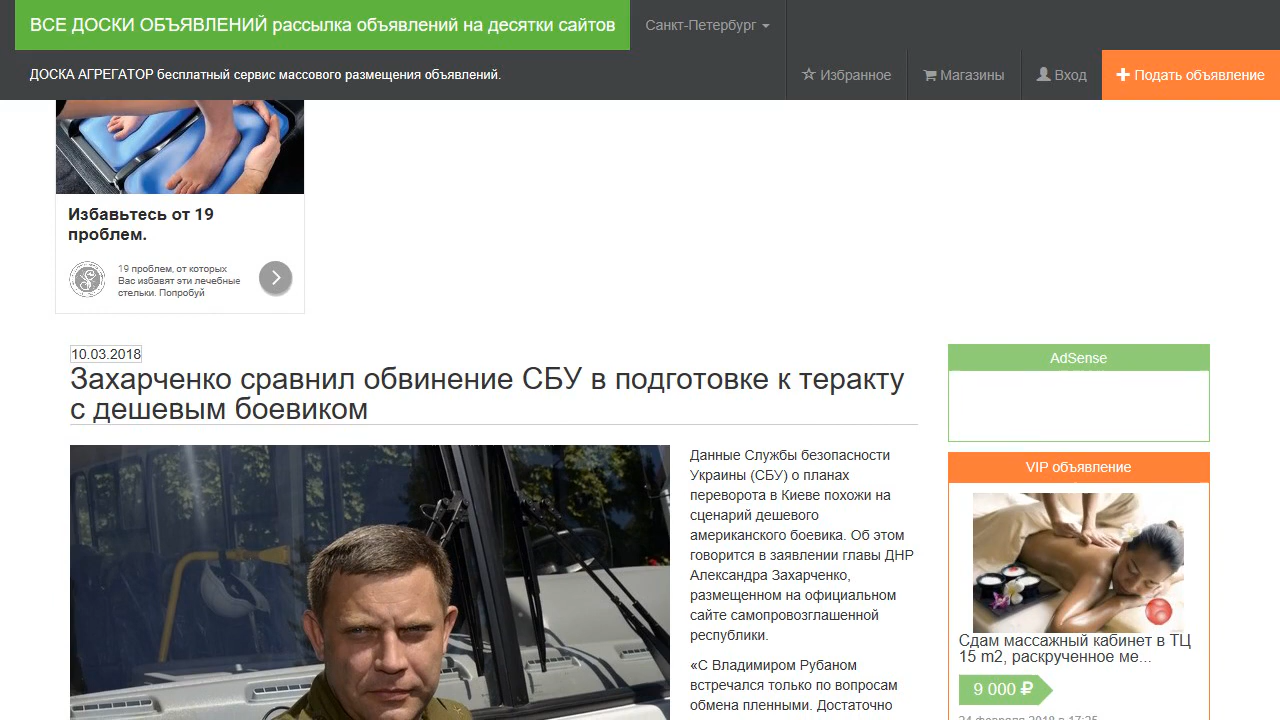 ВСЕ ДОСКИ ОБЪЯВЛЕНИЙ рассылка объявлений на десятки сайтов
Санкт-Петербург
ДОСКА АГРЕГАТОР бесплатный сервис массового размещения объявлений.
Избранное
Магазины
Вход
Подать объявление
Избавьтесь от 19
проблем.
19 проблем, от которых
Вас избавят эти лечебные
стельки. Попробуй
10.03.2018
Захарченко сравнил обвинение СБУ в подготовке к теракту
с дешевым боевиком
Данные Службы безопасности
Украины (СБУ) о планах
переворота в Киеве похожи на
сценарий дешевого
американского боевика. Об этом
говорится в заявлении главы ДНР
Александра Захарченко,
размещенном на официальном
сайте самопровозглашенной
республики.
«С Владимиром Рубаном
встречался только по вопросам
обмена пленными. Достаточно
AdSense
VIP объявление
Сдам массажный кабинет в ТЦ
15 m2, раскрученное ме...
9 000 ₽
24 февраля 2018 в 17:25